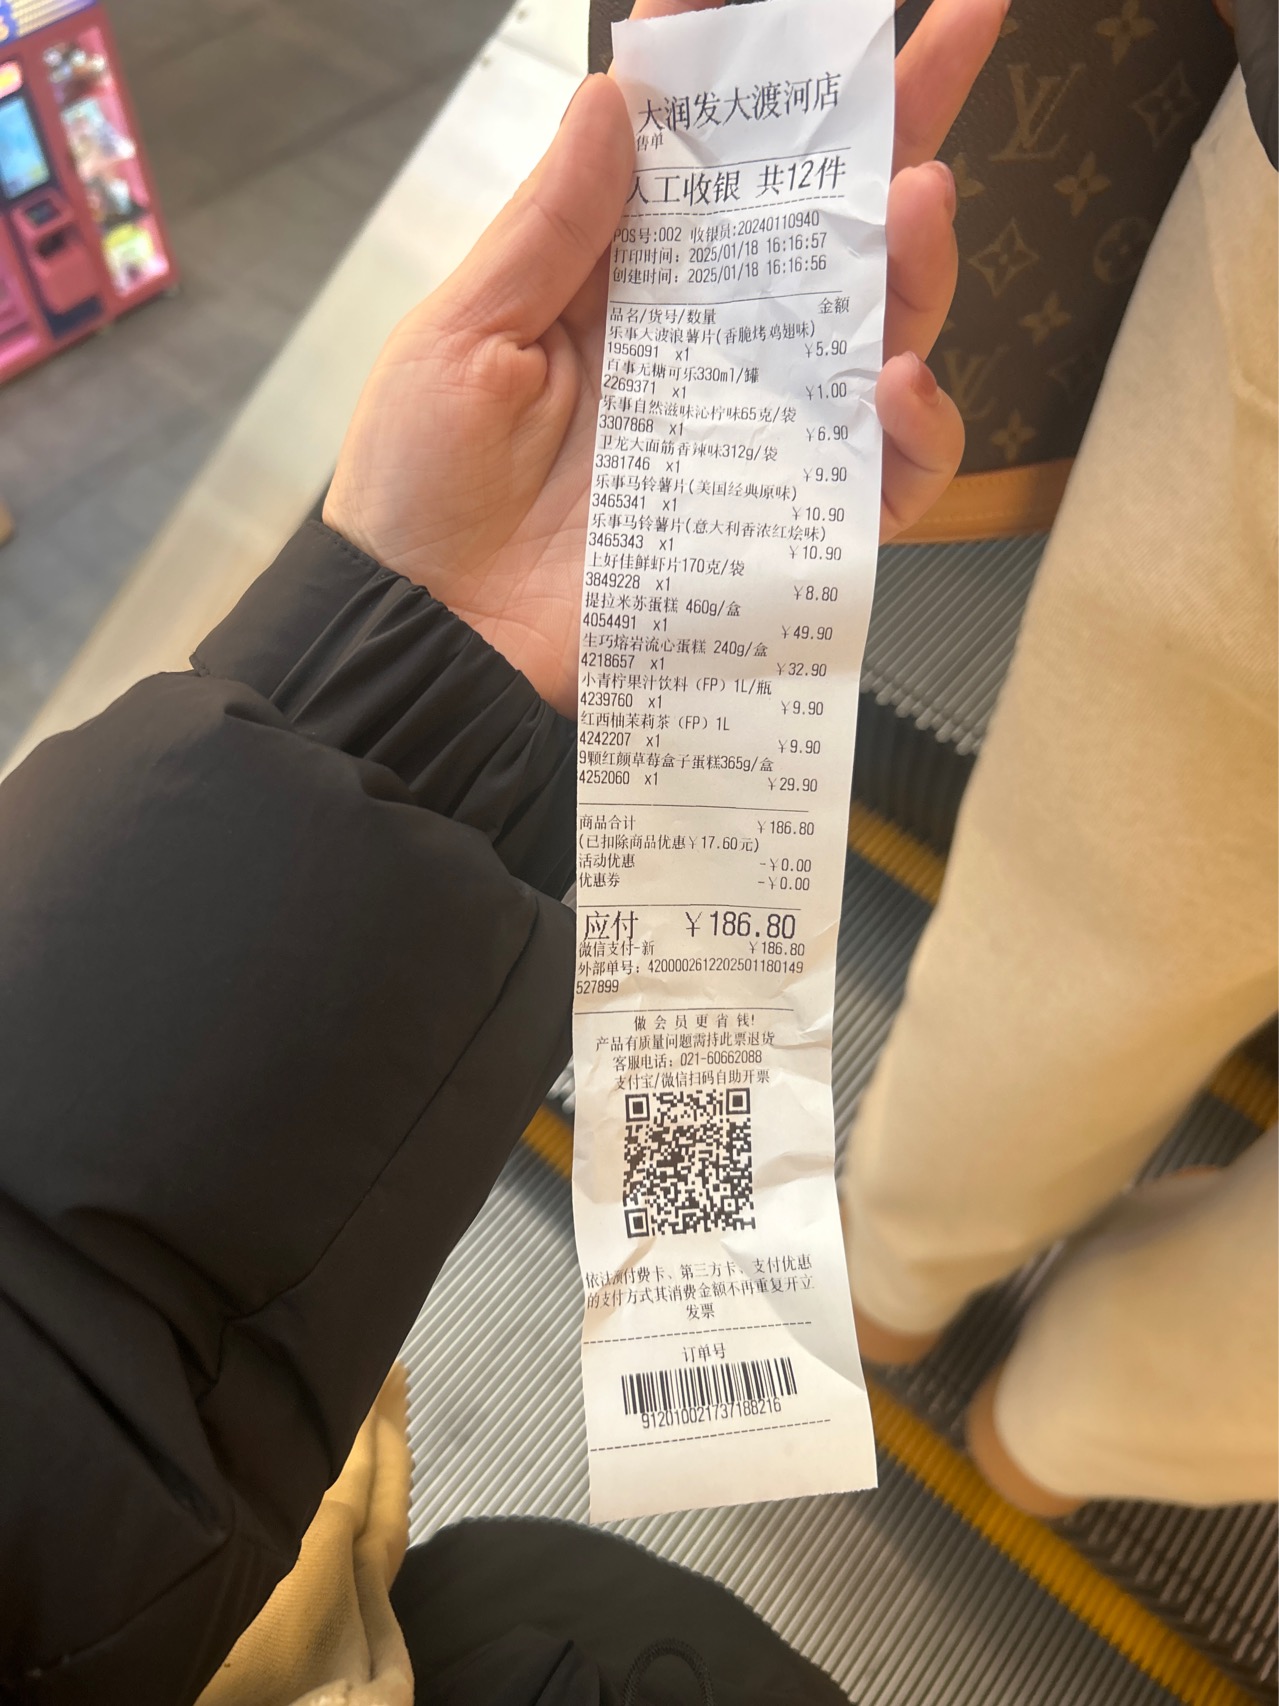 大润发大渡河店
售单
人工收银 共12件
POS号:002 收银员:20240110940
打印时间: 2025/01/18 16:16:57
创建时间: 2025/01/18 16:16:56
品名/货号/数量 金额
乐事大波浪薯片(香脆烤鸡翅味)
1956091 x1 ¥5.90
百事无糖可乐330ml/罐
2269371 x1 ¥1.00
乐事自然滋味沁柠味65克/袋
3307868 x1 ¥6.90
卫龙大面筋香辣味312g/袋
3381746 x1 ¥9.90
乐事马铃薯片(美国经典原味)
3465341 x1 ¥10.90
乐事马铃薯片(意大利香浓红烩味)
3465343 x1 ¥10.90
上好佳鲜虾片170克/袋
3849228 x1 ¥8.80
提拉米苏蛋糕 460g/盒
4054491 x1 ¥49.90
生巧熔岩流心蛋糕 240g/盒
4218657 x1 ¥32.90
小青柠果汁饮料（FP）1L/瓶
4239760 x1 ¥9.90
红西柚茉莉茶（FP）1L
4242207 x1 ¥9.90
9颗红颜草莓盒子蛋糕365g/盒
4252060 x1 ¥29.90
商品合计 ¥186.80
(已扣除商品优惠¥17.60元)
活动优惠 -¥0.00
优惠券 -¥0.00
应付 ¥186.80
微信支付-新 ¥186.80
外部单号: 4200002612202501180149
527899
做会员更省钱!
产品有质量问题需持此票退货
客服电话: 021-60662088
支付宝/微信扫码自助开票
依法预付费卡、第三方卡、支付优惠
的支付方式其消费金额不再重复开立
发票
订单号
912010021737188216
LV